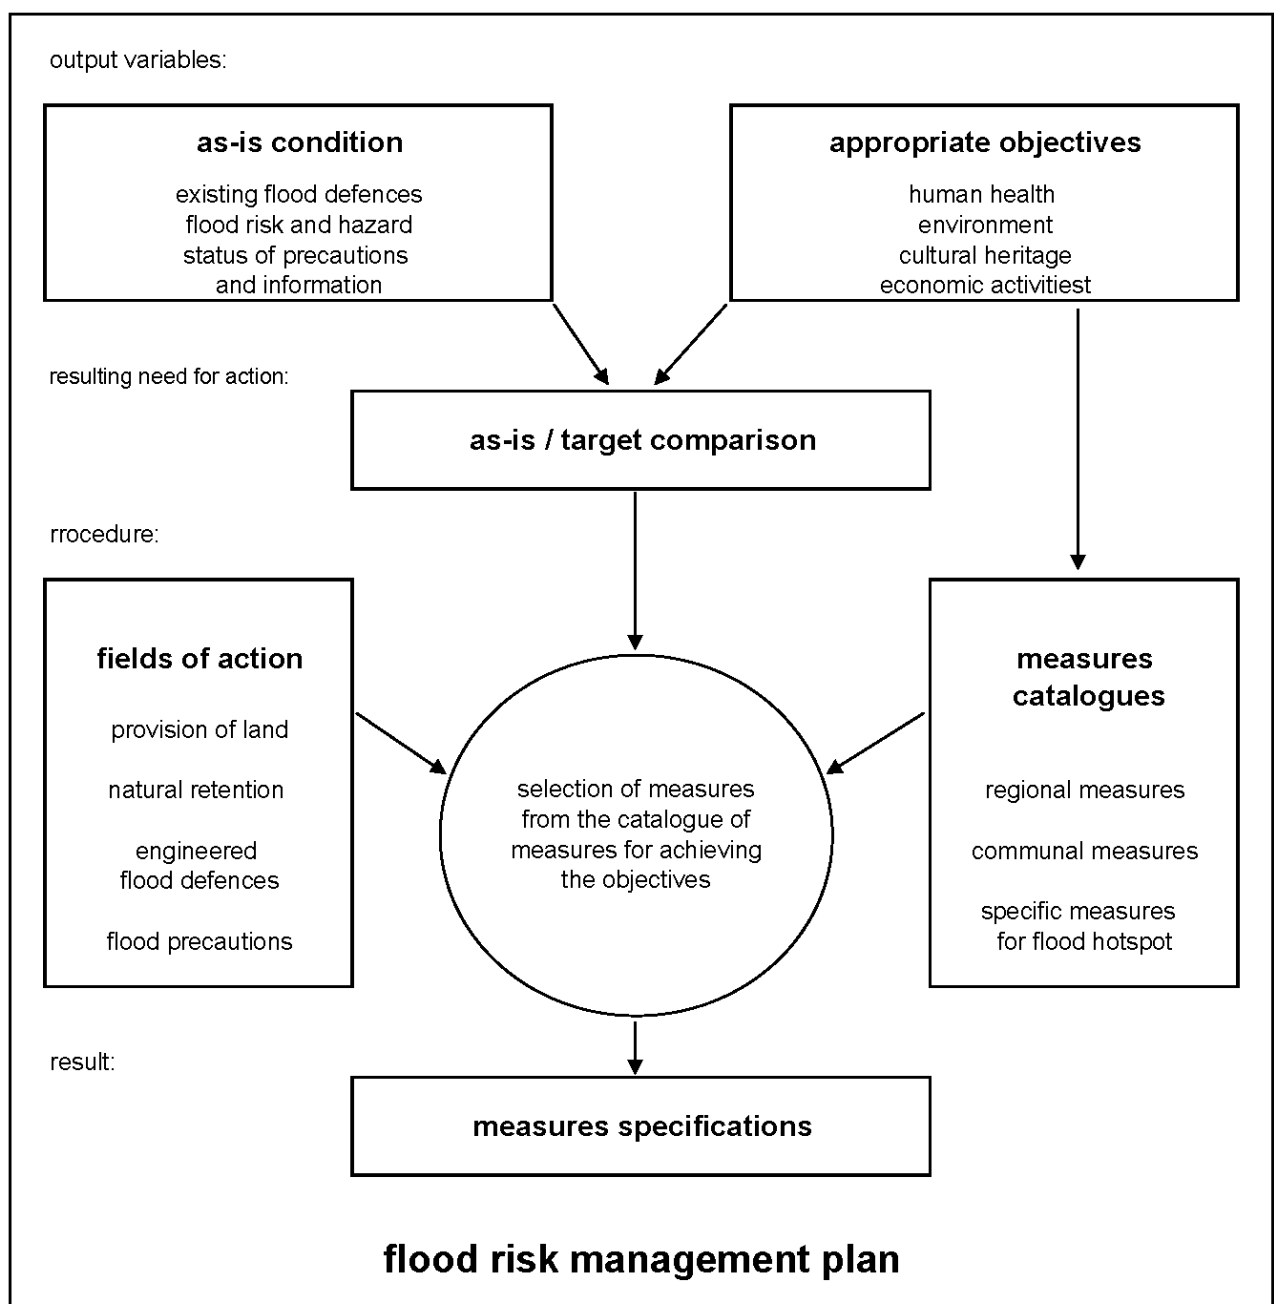 output variables:
as-is condition
existing flood defences
flood risk and hazard
status of precautions
and information
appropriate objectives
human health
environment
cultural heritage
economic activitiest
resulting need for action:
as-is / target comparison
rrocedure:
fields of action
provision of land
natural retention
engineered
flood defences
flood precautions
selection of measures
from the catalogue of
measures for achieving
the objectives
measures
catalogues
regional measures
communal measures
specific measures
for flood hotspot
result:
measures specifications
flood risk management plan